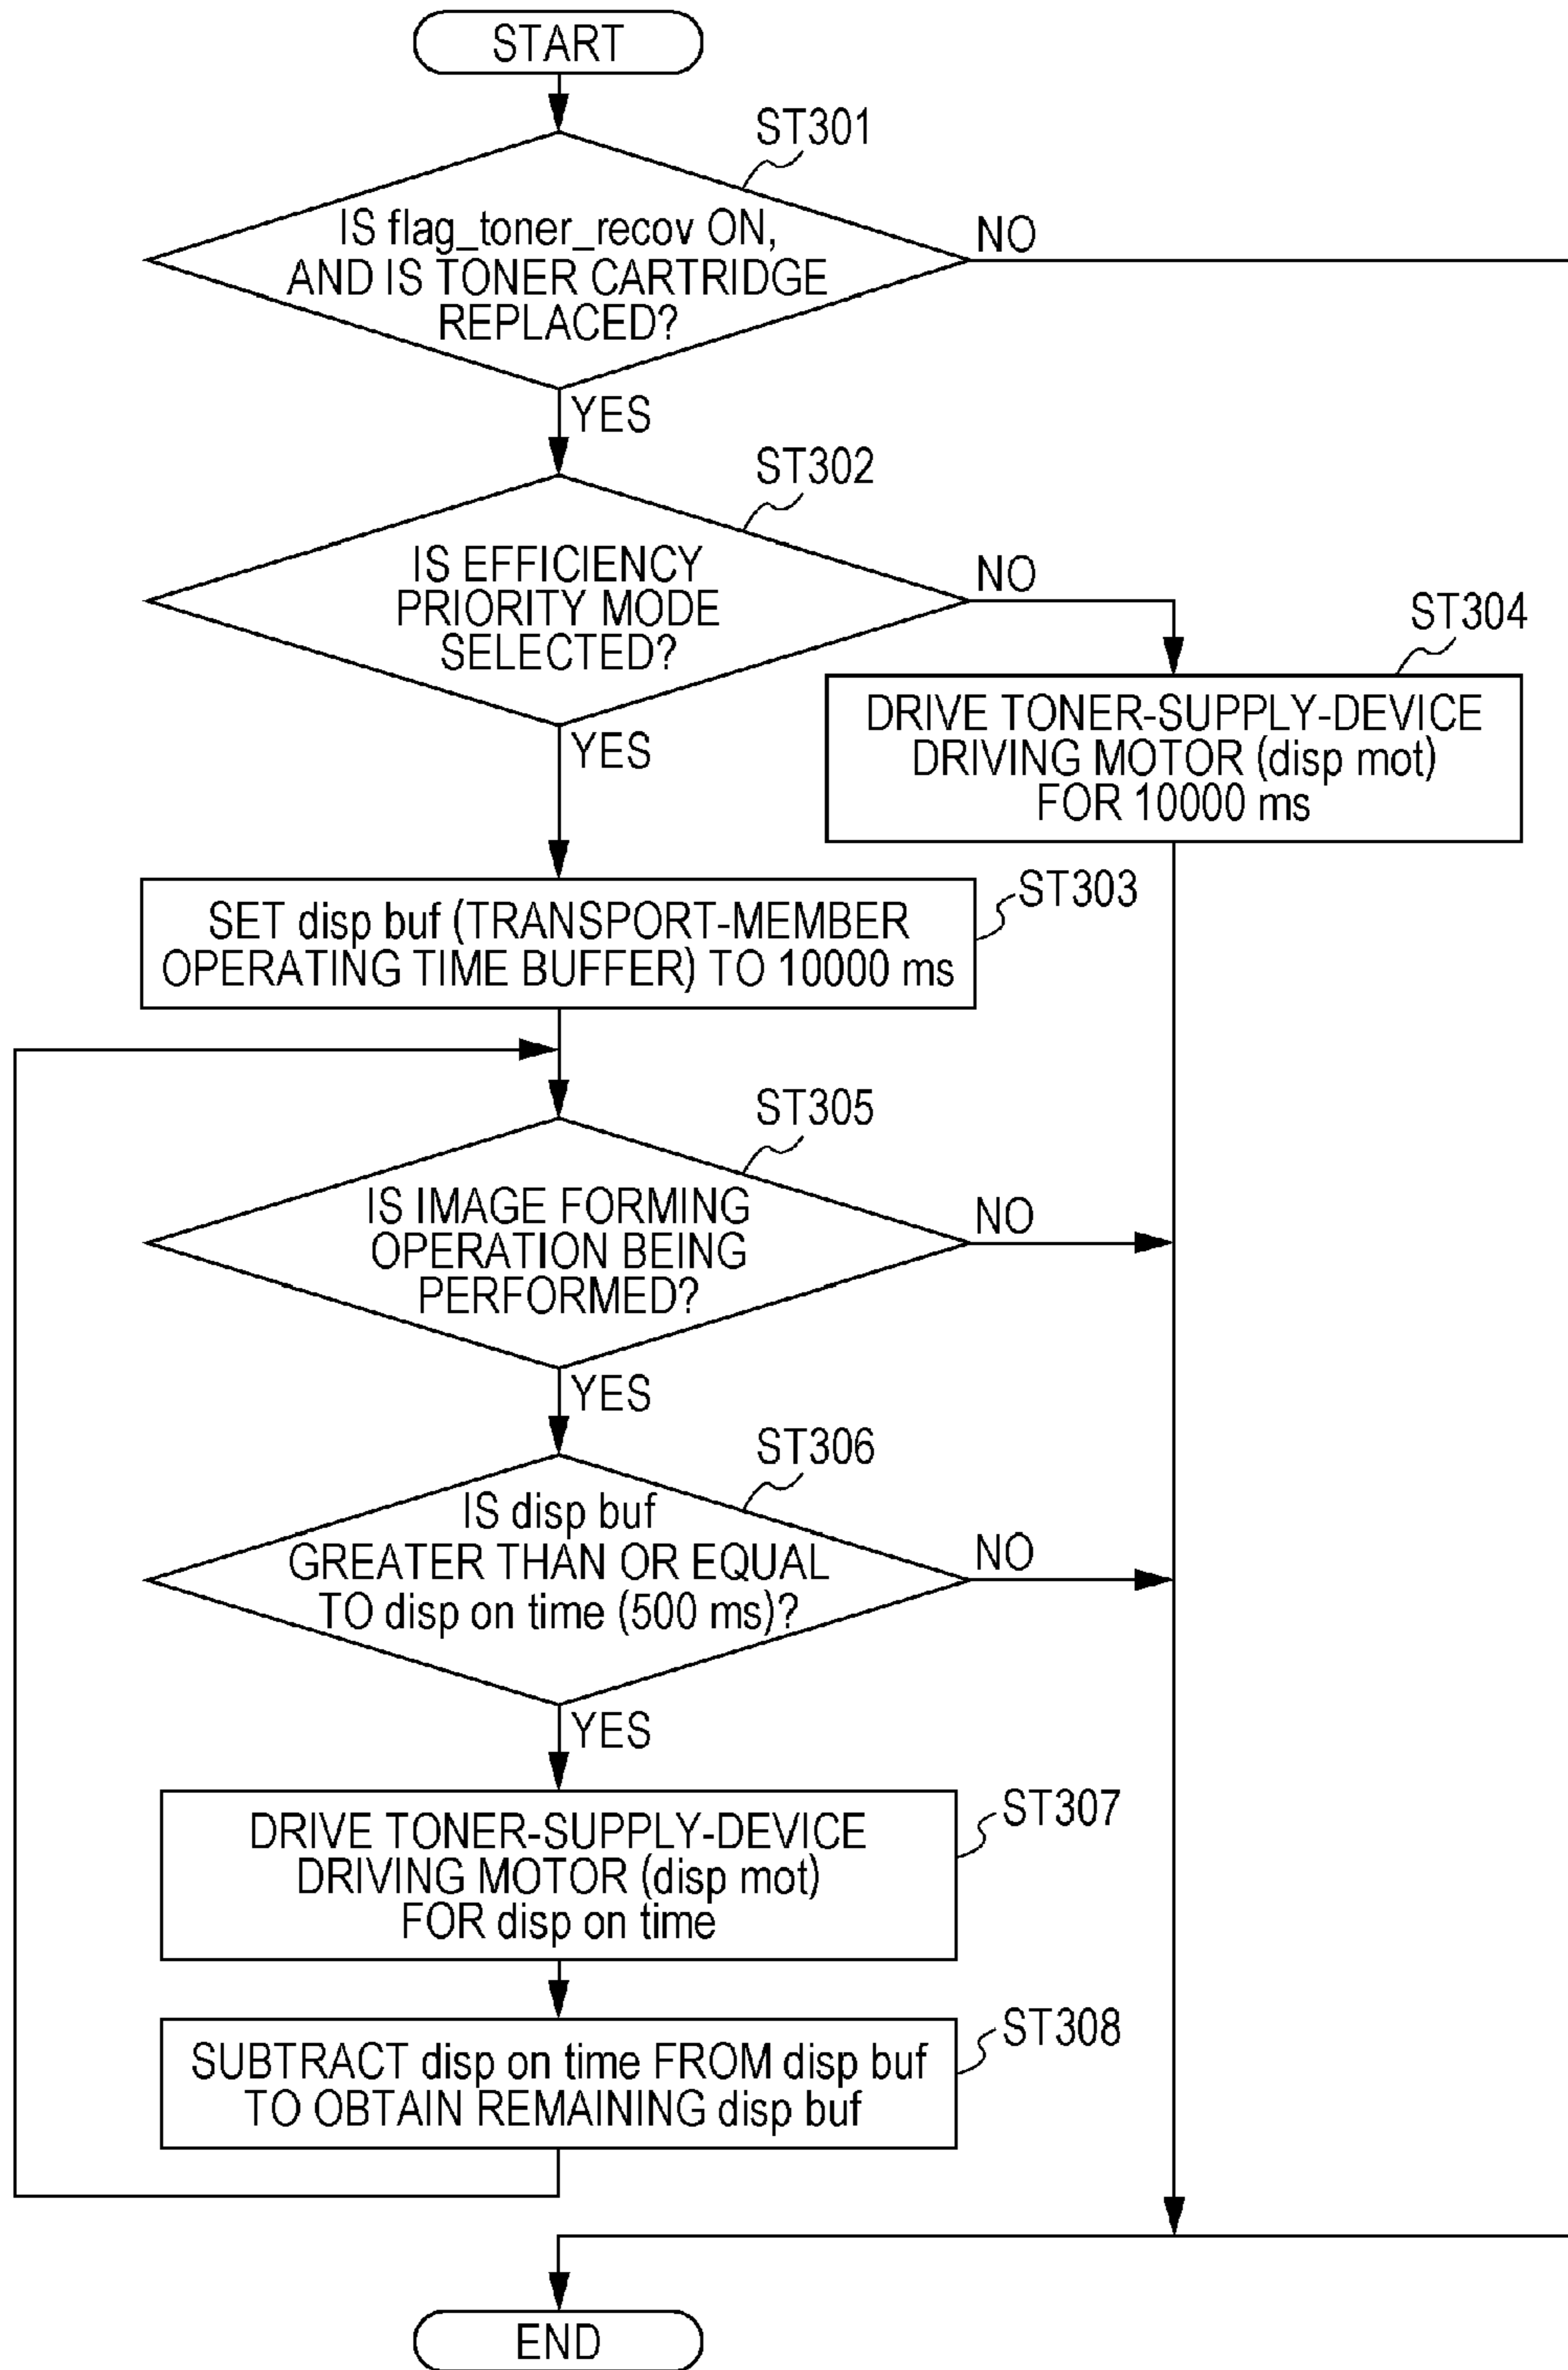 START
ST301
IS flag_toner_recov ON,
AND IS TONER CARTRIDGE
REPLACED?
NO
YES
ST302
IS EFFICIENCY
PRIORITY MODE
SELECTED?
NO
YES
ST304
DRIVE TONER-SUPPLY-DEVICE
DRIVING MOTOR (disp mot)
FOR 10000 ms
ST303
SET disp buf (TRANSPORT-MEMBER
OPERATING TIME BUFFER) TO 10000 ms
ST305
IS IMAGE FORMING
OPERATION BEING
PERFORMED?
NO
YES
ST306
IS disp buf
GREATER THAN OR EQUAL
TO disp on time (500 ms)?
NO
YES
ST307
DRIVE TONER-SUPPLY-DEVICE
DRIVING MOTOR (disp mot)
FOR disp on time
ST308
SUBTRACT disp on time FROM disp buf
TO OBTAIN REMAINING disp buf
END